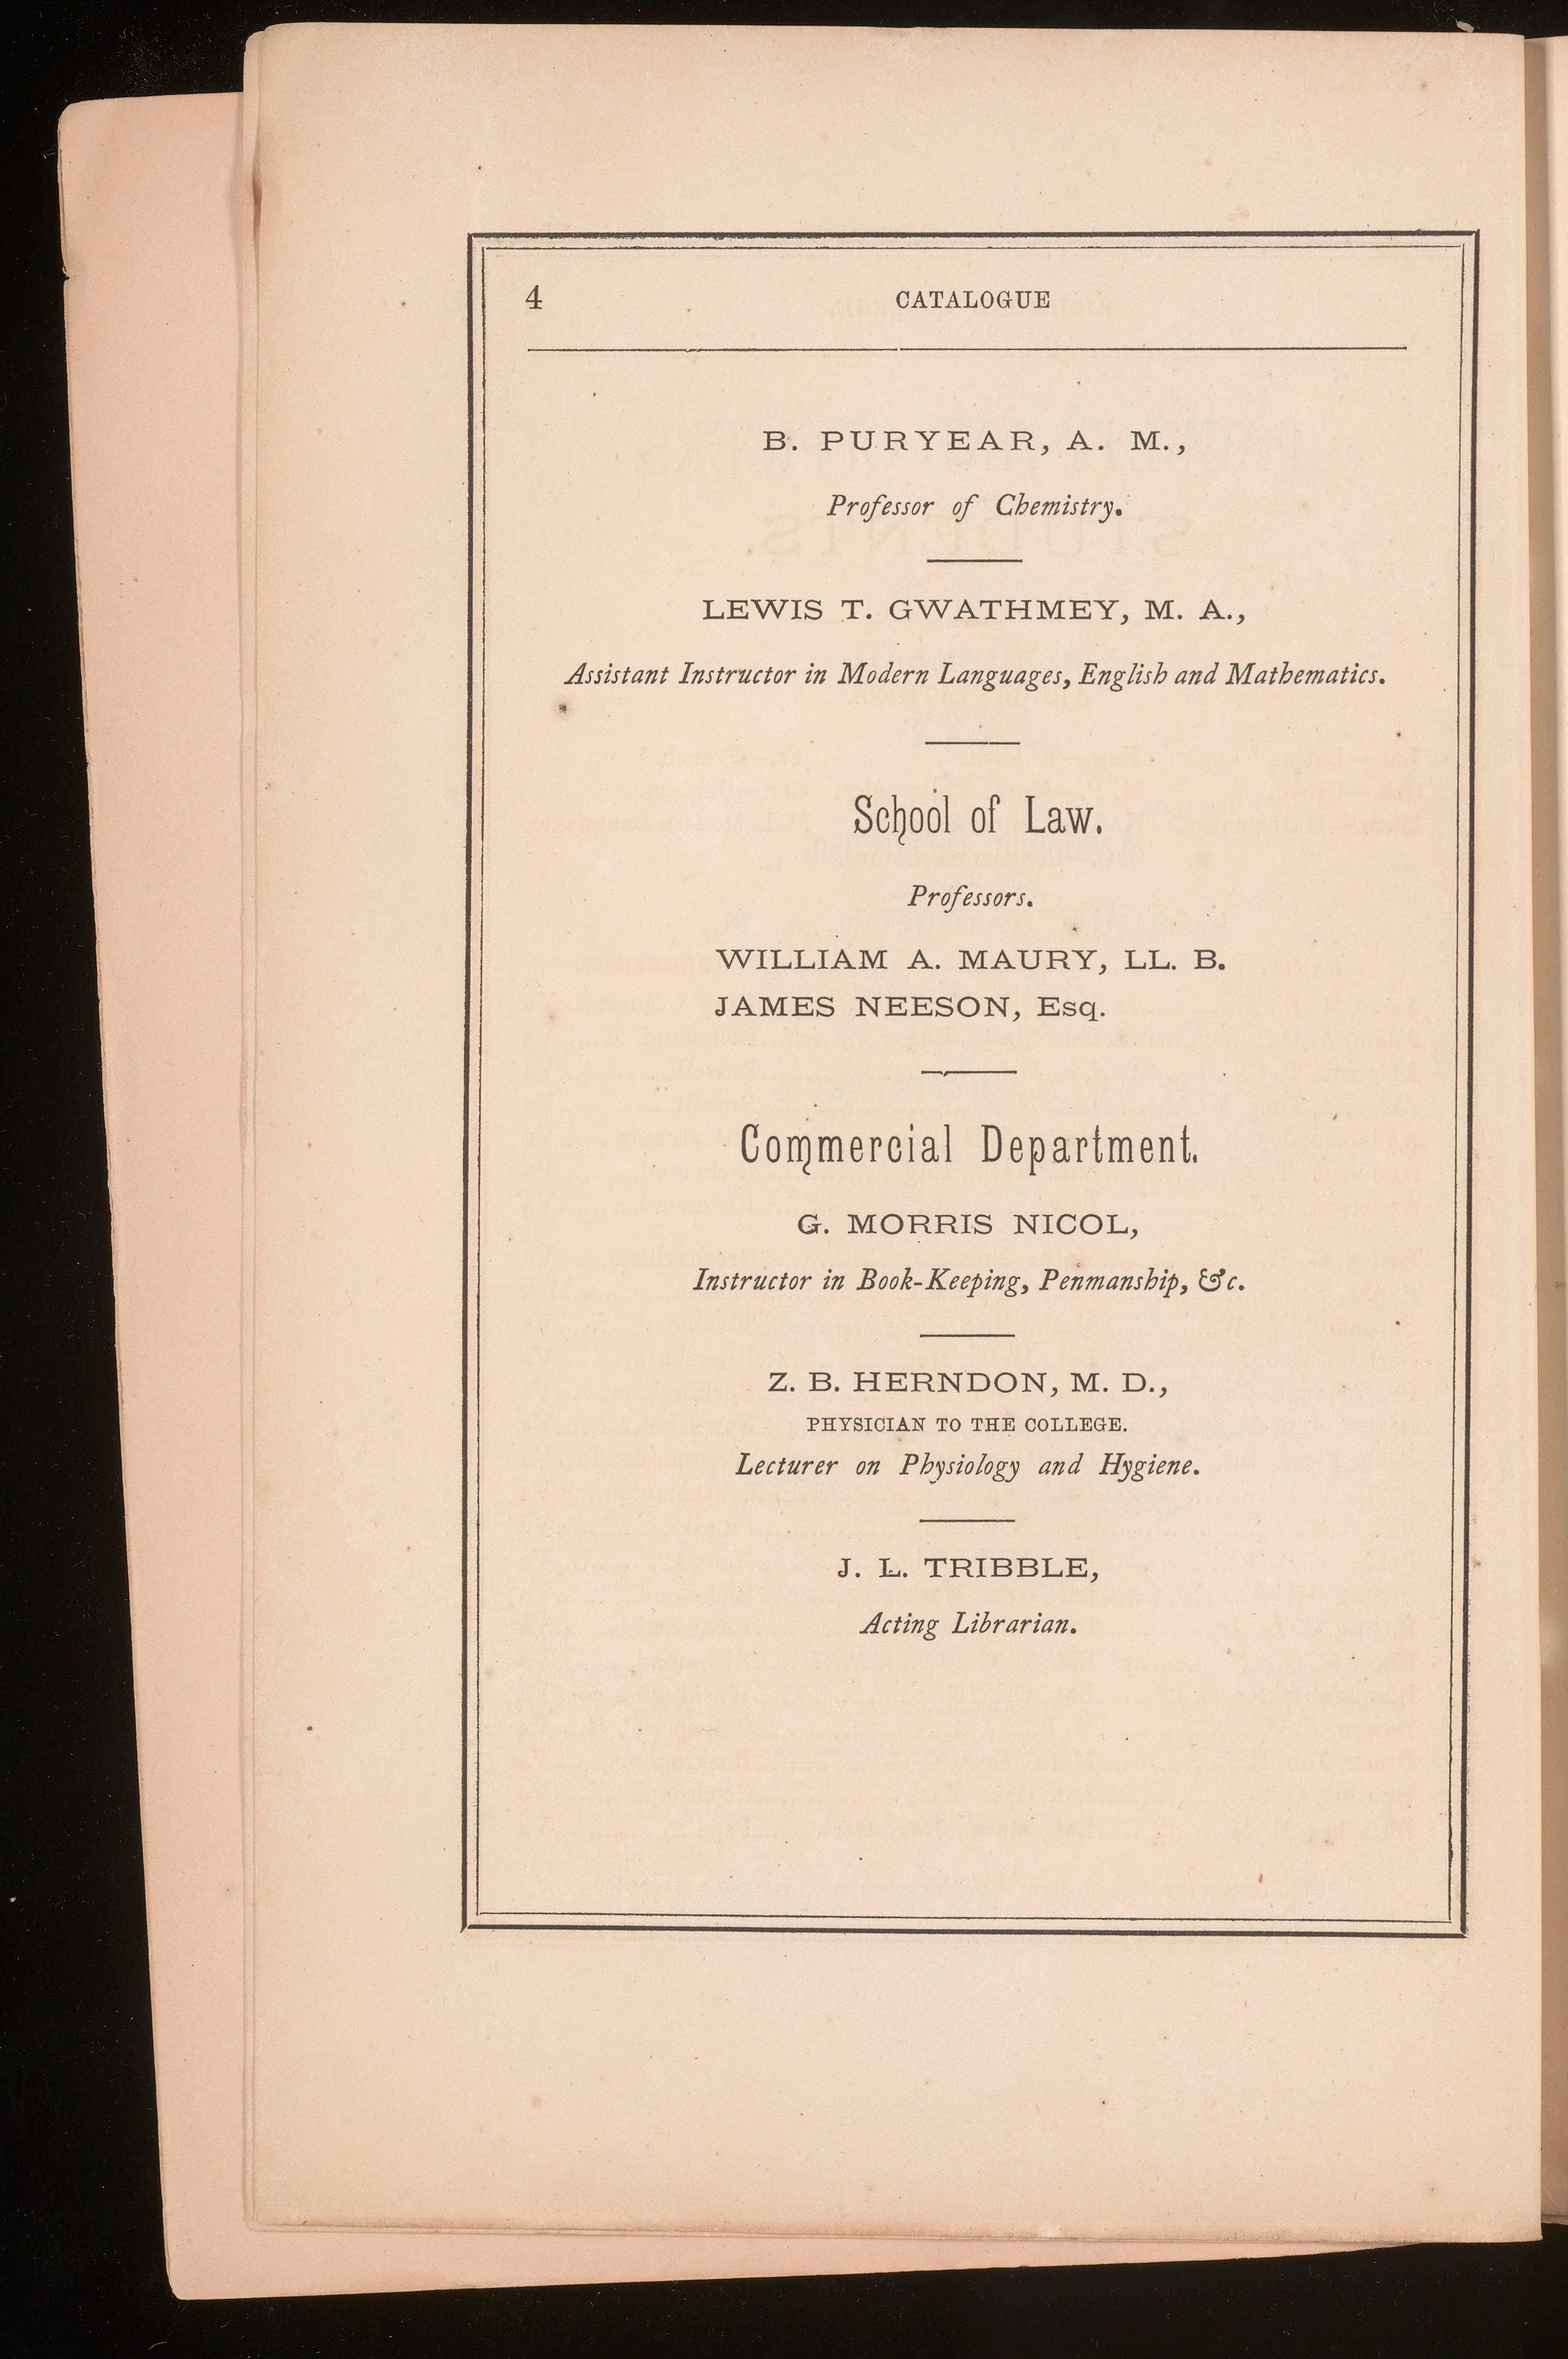 4 CATALOGUE
B. PURYEAR, A. M.,
Professor of Chemistry.
LEWIS T. GWATHMEY, M. A.,
Assistant Instructor in Modern Languages, English and Mathematics.
School of Law.
Professors.
WILLIAM A. MAURY, LL. B.
JAMES NEESON, Esq.
Commercial Department.
G. MORRIS NICOL,
Instructor in Book-Keeping, Penmanship, &c.
Z. B. HERNDON, M. D.,
PHYSICIAN TO THE COLLEGE.
Lecturer on Physiology and Hygiene.
J. L. TRIBBLE,
Acting Librarian.